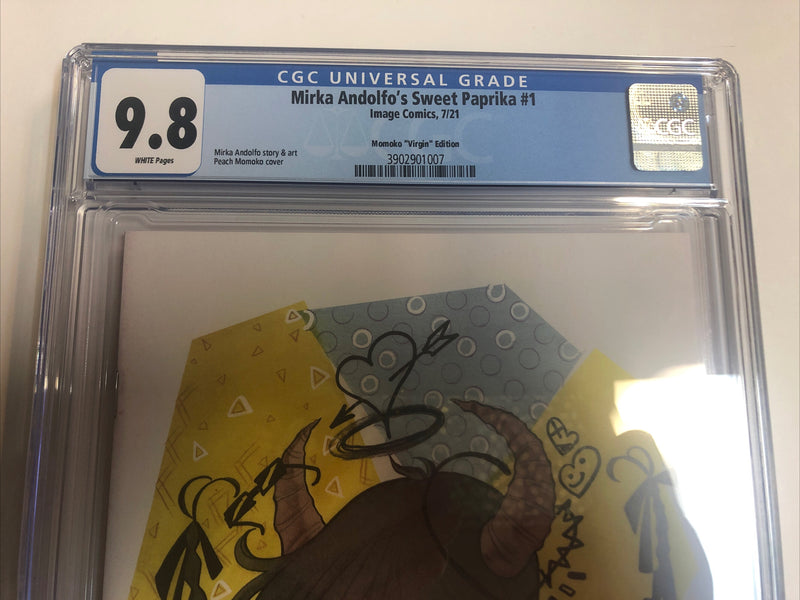 CGC UNIVERSAL GRADE
9.8
WHITE Pages
Mirka Andolfo's Sweet Paprika #1
Image Comics, 7/21
Momoko "Virgin" Edition
Mirka Andolfo story & art
Peach Momoko cover
3902901007
CGC